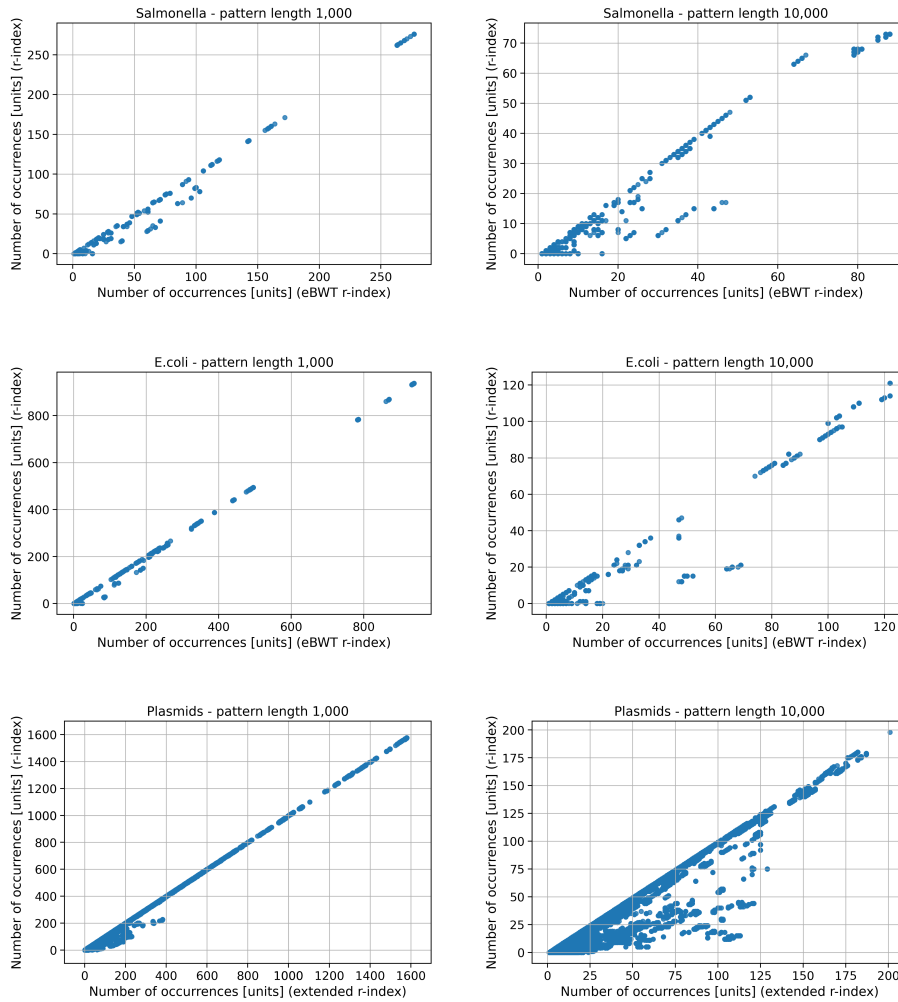 Salmonella - pattern length 1,000
Number of occurrences [units] (r-index)
250
200
150
100
50
0
0 50 100 150 200 250
Number of occurrences [units] (eBWT r-index)
Salmonella - pattern length 10,000
Number of occurrences [units] (r-index)
70
60
50
40
30
20
10
0
0 20 40 60 80
Number of occurrences [units] (eBWT r-index)
E.coli - pattern length 1,000
Number of occurrences [units] (r-index)
800
600
400
200
0
0 200 400 600 800
Number of occurrences [units] (eBWT r-index)
E.coli - pattern length 10,000
Number of occurrences [units] (r-index)
120
100
80
60
40
20
0
0 20 40 60 80 100 120
Number of occurrences [units] (eBWT r-index)
Plasmids - pattern length 1,000
Number of occurrences [units] (r-index)
1600
1400
1200
1000
800
600
400
200
0
0 200 400 600 800 1000 1200 1400 1600
Number of occurrences [units] (extended r-index)
Plasmids - pattern length 10,000
Number of occurrences [units] (r-index)
200
175
150
125
100
75
50
25
0
0 25 50 75 100 125 150 175 200
Number of occurrences [units] (extended r-index)